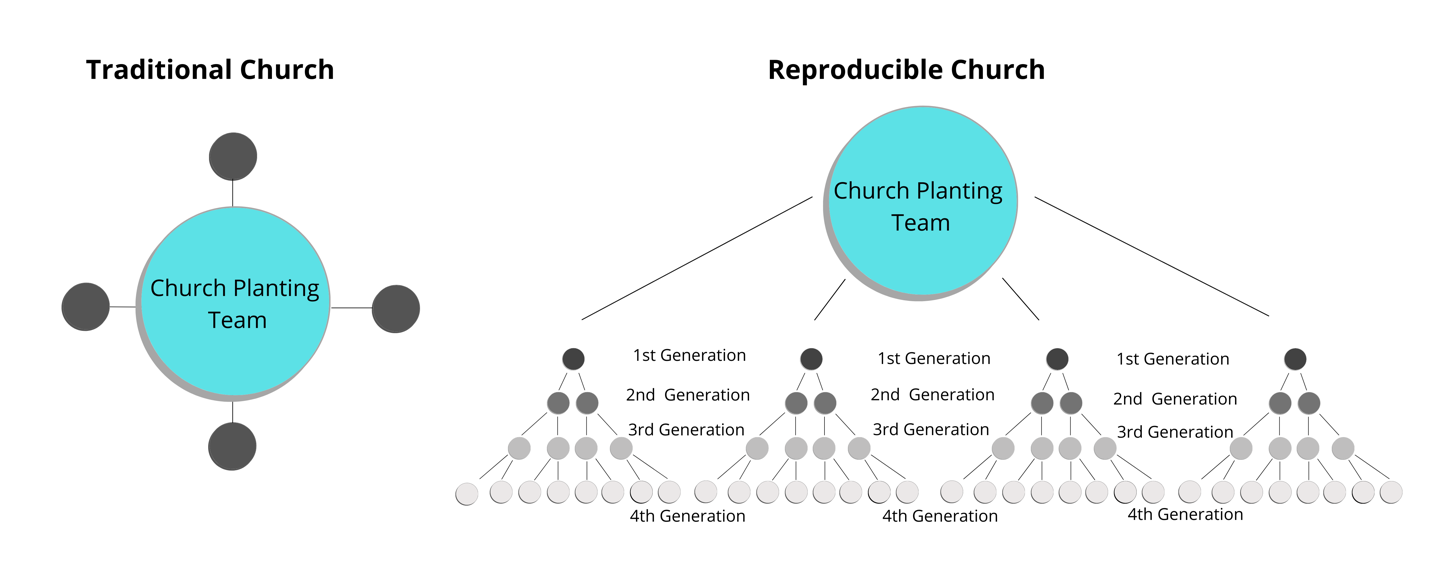 Traditional Church
Reproducible Church
Church Planting
Team
Church Planting
Team
1st Generation
1st Generation
1st Generation
2nd  Generation
2nd  Generation
2nd  Generation
3rd Generation
3rd Generation
3rd Generation
4th Generation
4th Generation
4th Generation